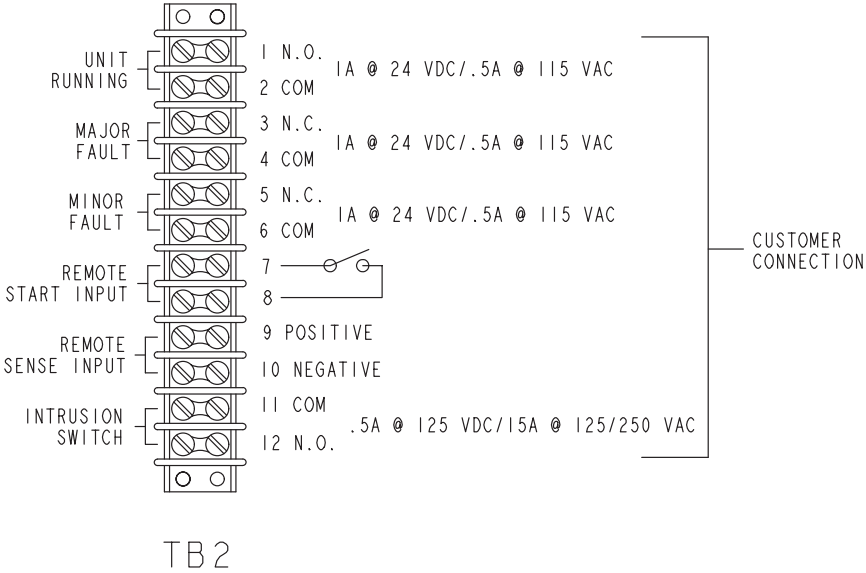 UNIT
RUNNING
1 N.O.
1A @ 24 VDC/.5A @ 115 VAC
2 COM
MAJOR
FAULT
3 N.C.
1A @ 24 VDC/.5A @ 115 VAC
4 COM
MINOR
FAULT
5 N.C.
1A @ 24 VDC/.5A @ 115 VAC
6 COM
CUSTOMER
CONNECTION
REMOTE
START INPUT
7
8
REMOTE
SENSE INPUT
9 POSITIVE
10 NEGATIVE
INTRUSION
SWITCH
11 COM
.5A @ 125 VDC/15A @ 125/250 VAC
12 N.O.
TB2